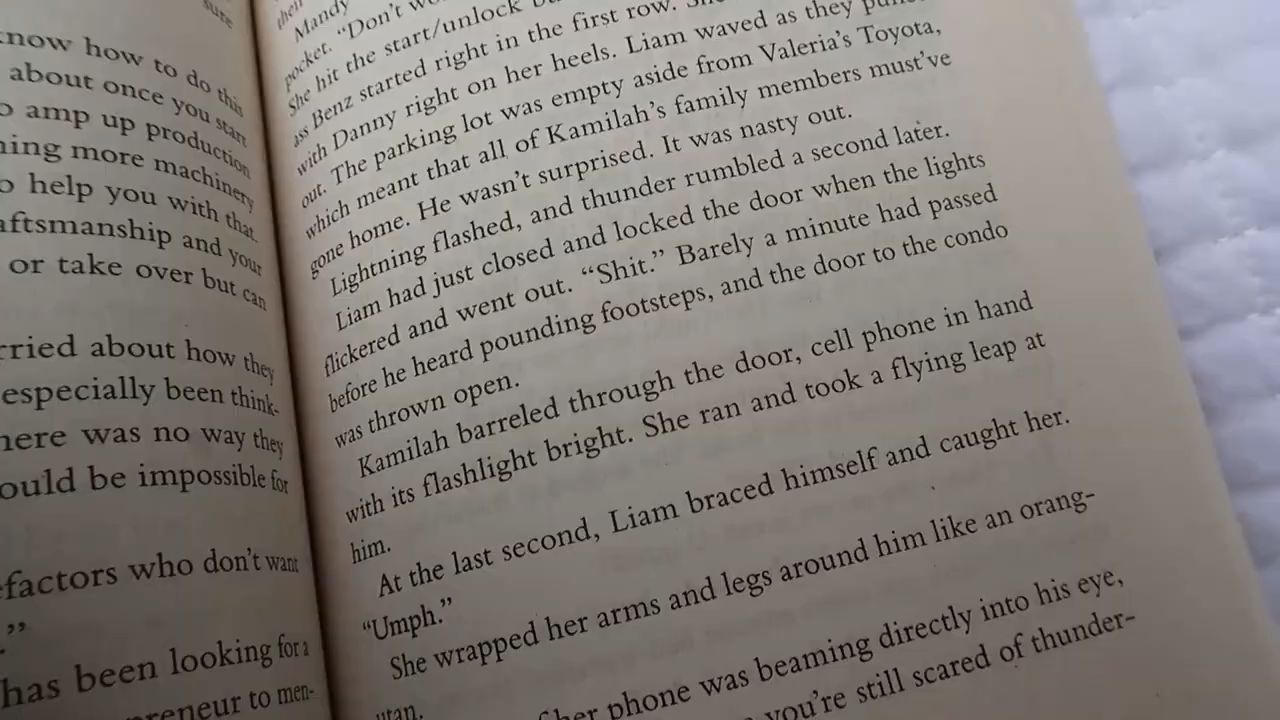 sure
now how to do this
about once you start
amp up production
ning more machinery
help you with that.
aftsmanship and your
or take over but can
rried about how they
especially been think-
here was no way they
ould be impossible for
factors who don't want
.”
has been looking for a
preneur to men-
their
Mandy
pocket. “Don't
She hit the start/unlock
ass Benz started right in the first row.
with Danny right on her heels. Liam waved as they
out. The parking lot was empty aside from Valeria's Toyota,
which meant that all of Kamilah's family members must've
gone home. He wasn't surprised. It was nasty out.
Lightning flashed, and thunder rumbled a second later.
Liam had just closed and locked the door when the lights
flickered and went out. “Shit.” Barely a minute had passed
before he heard pounding footsteps, and the door to the condo
was thrown open.
Kamilah barreled through the door, cell phone in hand
with its flashlight bright. She ran and took a flying leap at
him.
At the last second, Liam braced himself and caught her.
“Umph.”
She wrapped her arms and legs around him like an orang-
utan.
her phone was beaming directly into his eye,
you're still scared of thunder-